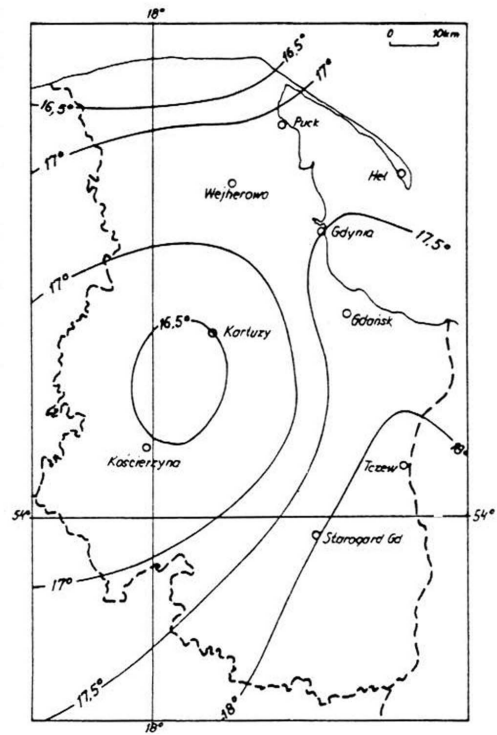 18°
0 10km
16,5°
17°
16,5°
Puck
17°
Hel
Wejherowo
Gdynia
17,5°
17°
16,5°
Kartuzy
Gdańsk
Kościerzyna
Tczew
18°
54°
54°
Starogard Gd
17°
17,5°
18°
18°